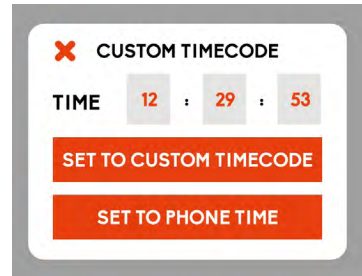 CUSTOM TIMECODE
TIME 12 : 29 : 53
SET TO CUSTOM TIMECODE
SET TO PHONE TIME